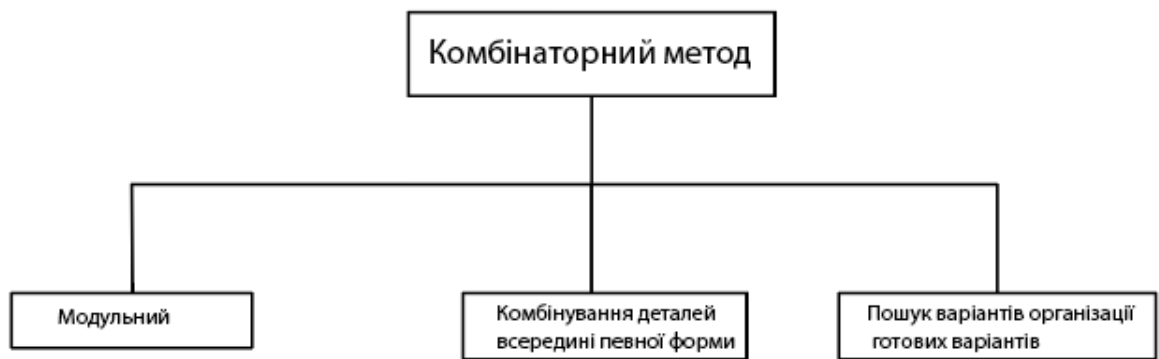 Комбінаторний метод
Модульний
Комбінування деталей
всередині певної форми
Пошук варіантів організації
готових варіантів